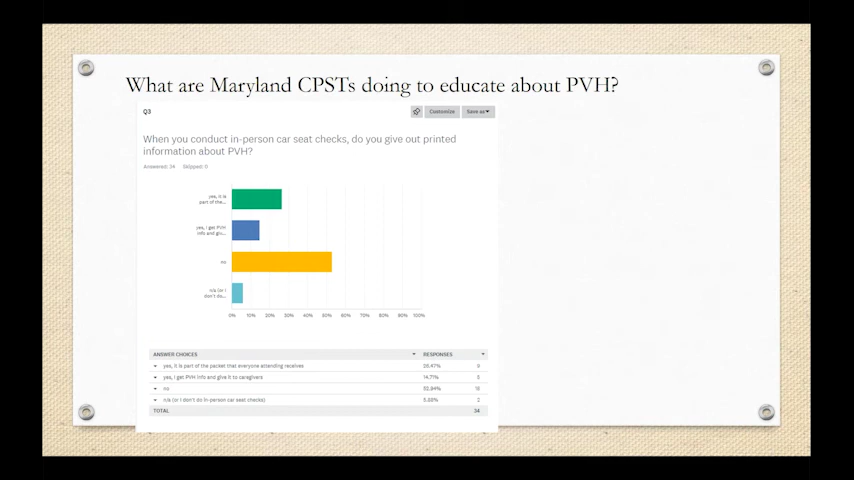 What are Maryland CPSTs doing to educate about PVH?
Q3
Customize
Save as
When you conduct in-person car seat checks, do you give out printed
information about PVH?
Answered: 34 Skipped: 0
yes, it is
part of the...
yes, I get PVH
info and giv...
no
n/a (or I
don't do...
0% 10% 20% 30% 40% 50% 60% 70% 80% 90% 100%
ANSWER CHOICES RESPONSES
yes, it is part of the packet that everyone attending receives 26.47% 9
yes, I get PVH info and give it to caregivers 14.71% 5
no 52.94% 18
n/a (or I don't do in-person car seat checks) 5.88% 2
TOTAL 34